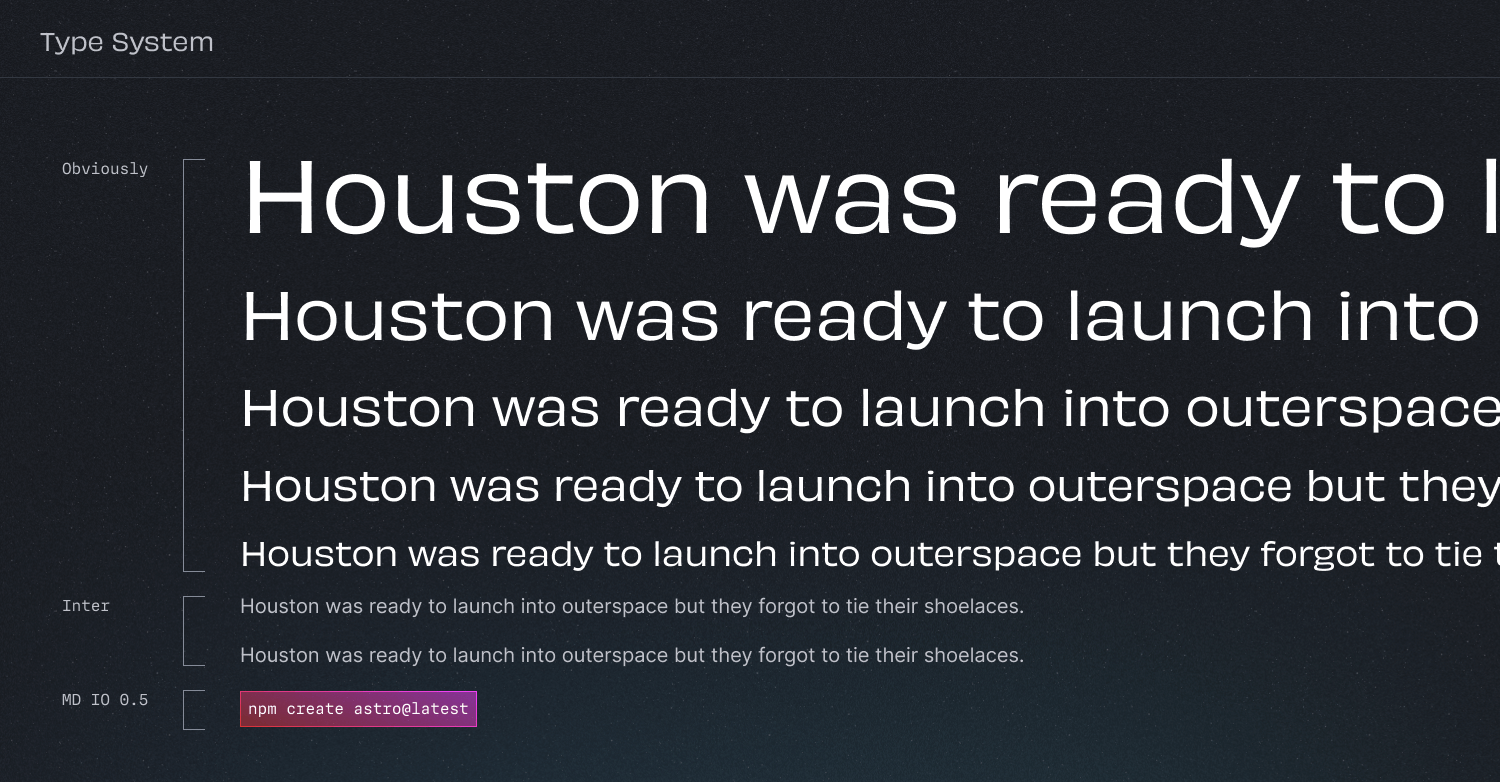 Type System
Obviously
Houston was ready to l
Houston was ready to launch into
Houston was ready to launch into outerspace
Houston was ready to launch into outerspace but they
Houston was ready to launch into outerspace but they forgot to tie t
Inter
Houston was ready to launch into outerspace but they forgot to tie their shoelaces.
Houston was ready to launch into outerspace but they forgot to tie their shoelaces.
MD IO 0.5
npm create astro@latest